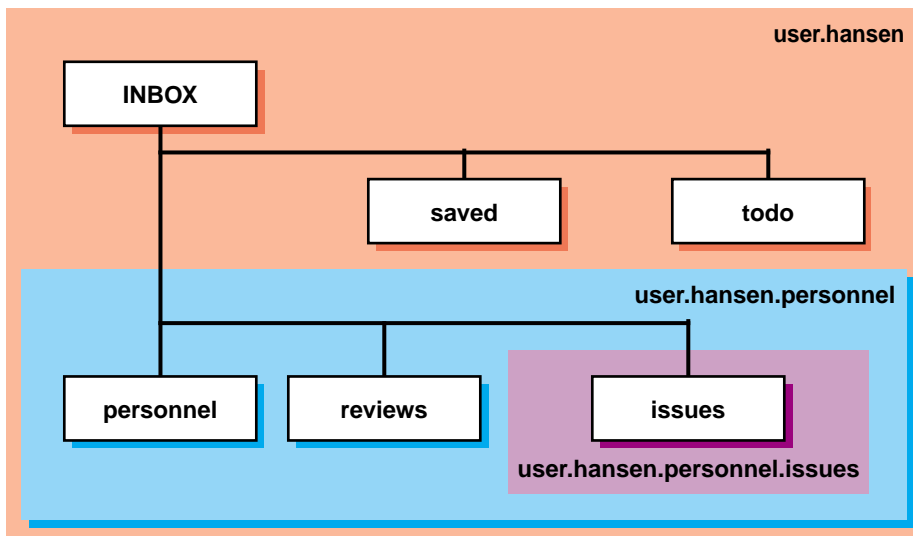 user.hansen
INBOX
saved
todo
user.hansen.personnel
personnel
reviews
issues
user.hansen.personnel.issues